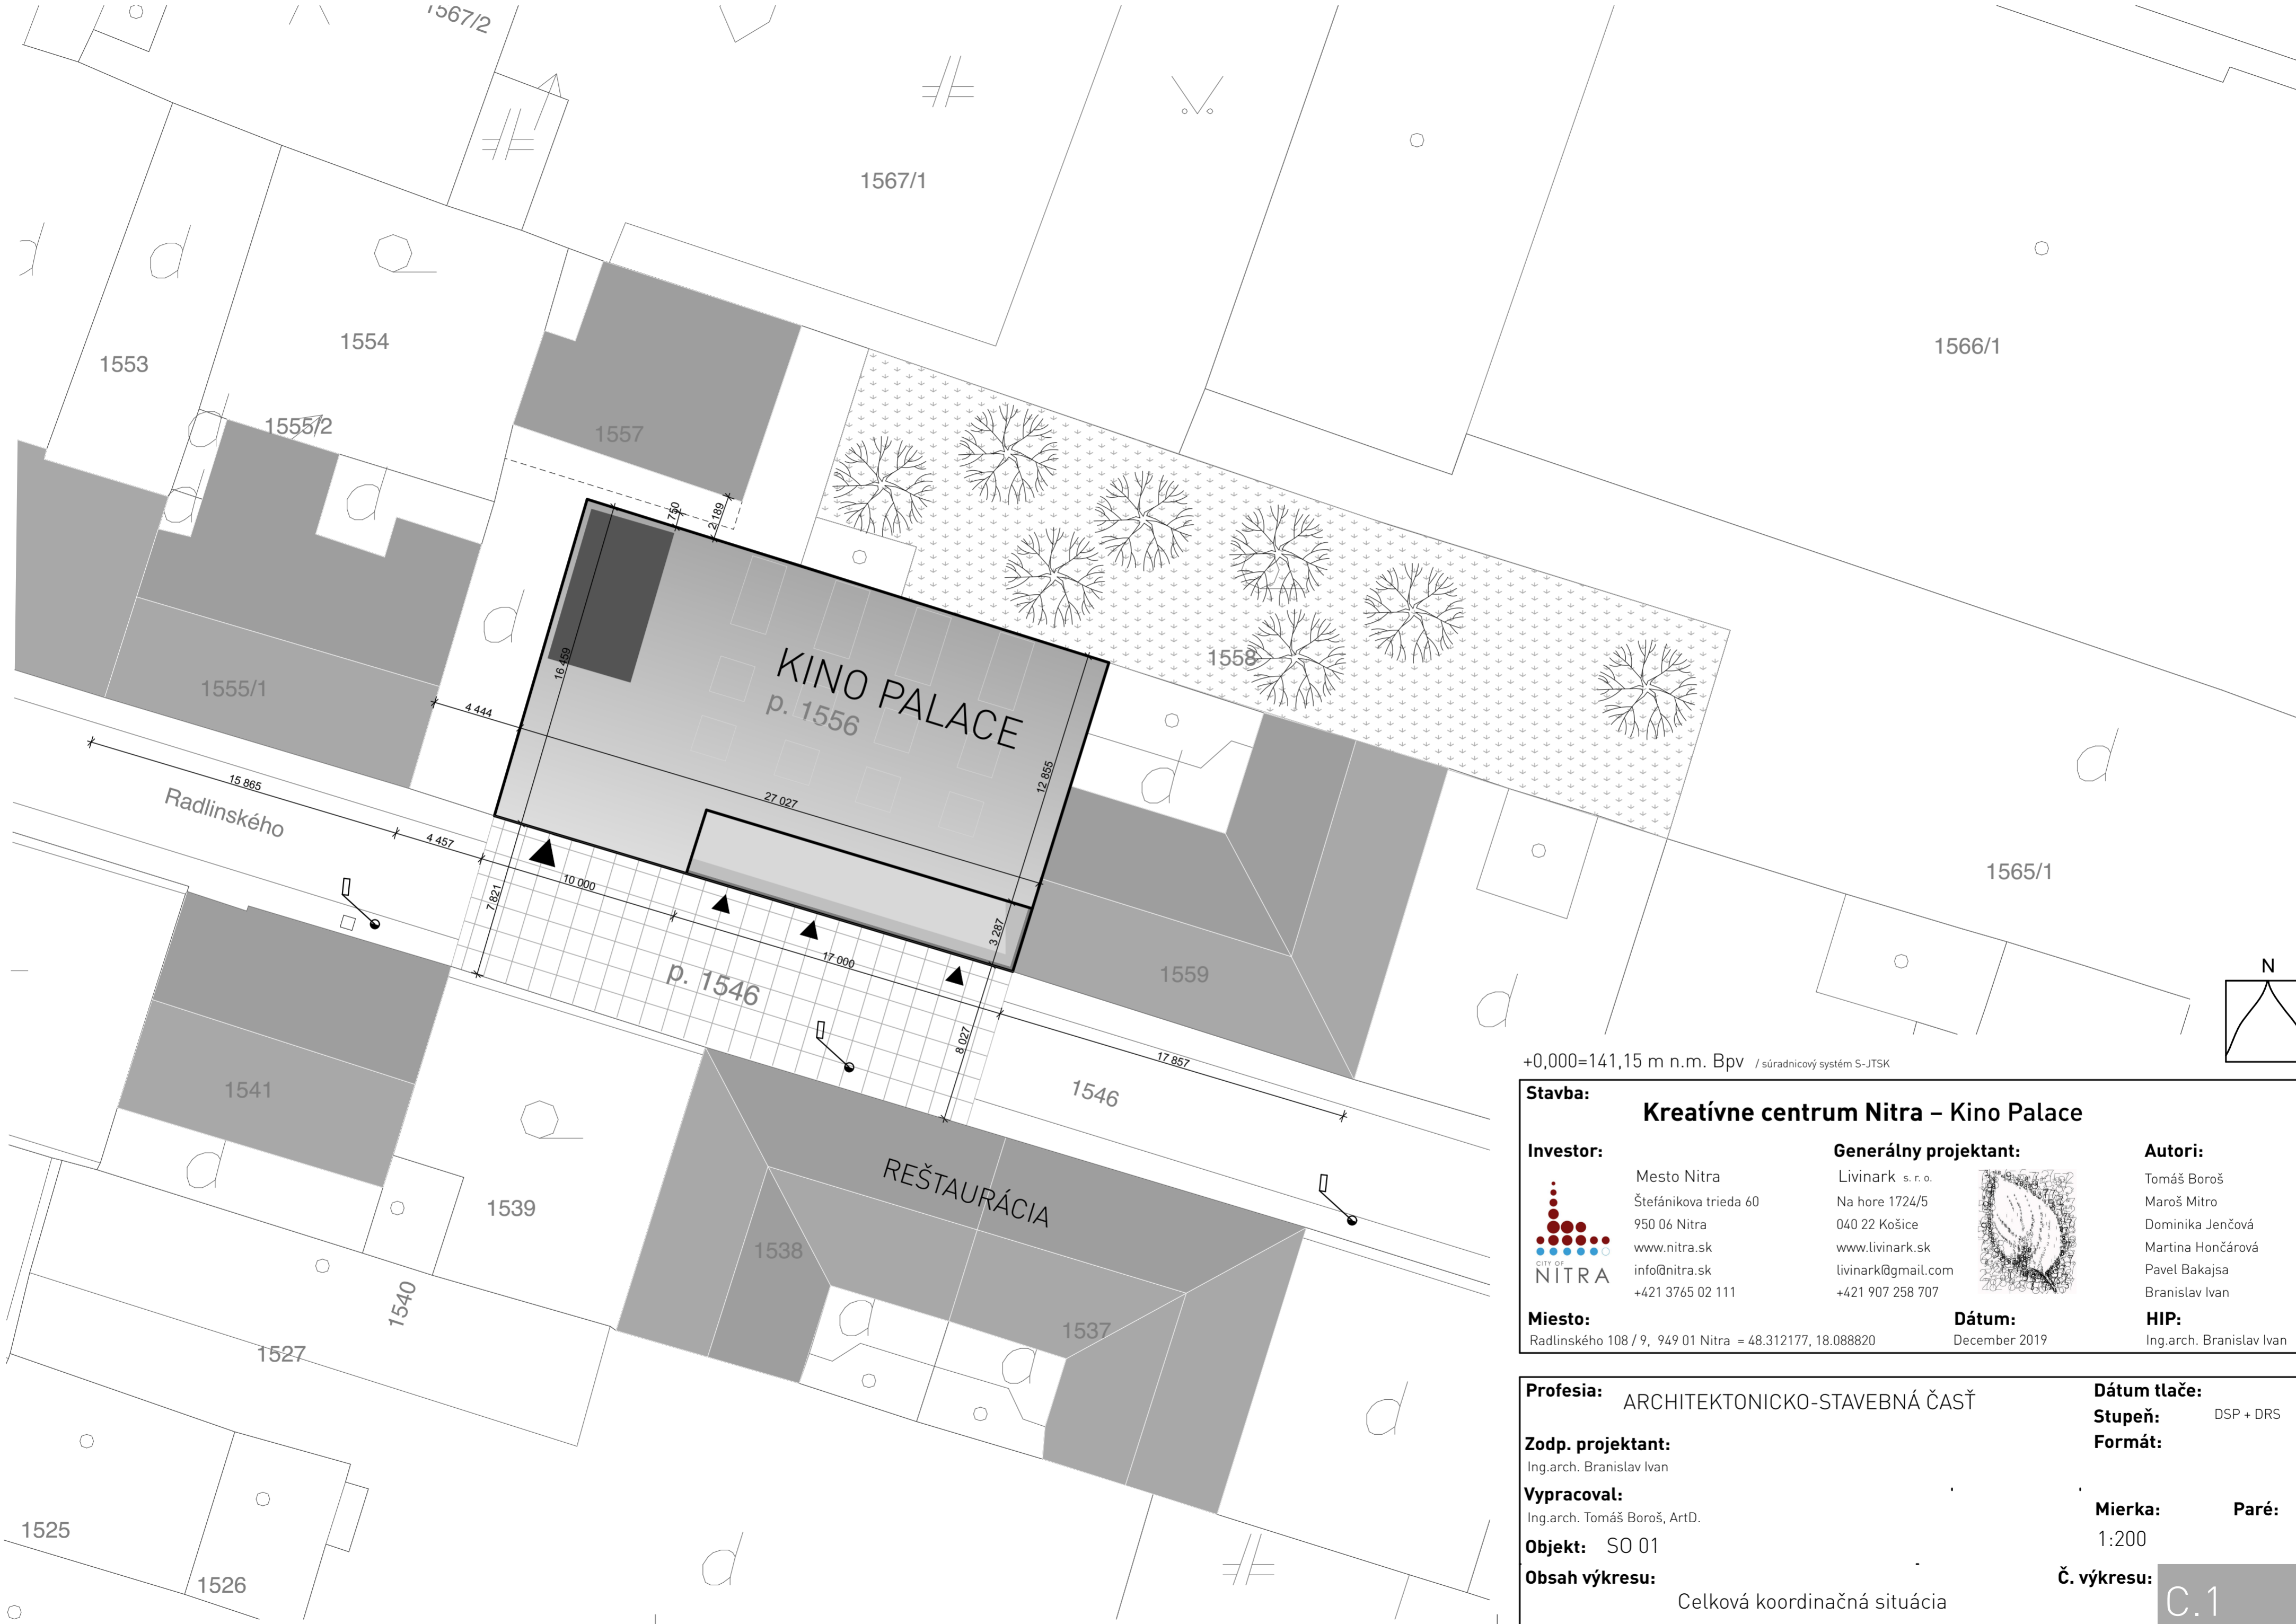 1567/2
1567/1
1566/1
1554
1553
1555/2
1557
750
2 189
KINO PALACE
p. 1556
1558
16 459
1555/1
4 444
12 855
15 865
27 027
Radlinského
4 457
10 000
7 821
1565/1
3 287
17 000
p. 1546
1559
8 027
17 857
1541
1546
N
REŠTAURÁCIA
1539
1538
1540
1537
1527
1525
1526
+0,000=141,15 m n.m. Bpv / súradnicový systém S-JTSK
Stavba:
Kreatívne centrum Nitra – Kino Palace
Investor:
Mesto Nitra
Štefánikova trieda 60
950 06 Nitra
www.nitra.sk
info@nitra.sk
+421 3765 02 111
CITY OF
NITRA
Generálny projektant:
Livinark s. r. o.
Na hore 1724/5
040 22 Košice
www.livinark.sk
livinark@gmail.com
+421 907 258 707
Autori:
Tomáš Boroš
Maroš Mitro
Dominika Jenčová
Martina Hončárová
Pavel Bakajsa
Branislav Ivan
Miesto:
Radlinského 108 / 9, 949 01 Nitra = 48.312177, 18.088820
Dátum:
December 2019
HIP:
Ing.arch. Branislav Ivan
Profesia: ARCHITEKTONICKO-STAVEBNÁ ČASŤ
Dátum tlače:
Stupeň: DSP + DRS
Formát:
Zodp. projektant:
Ing.arch. Branislav Ivan
Vypracoval:
Ing.arch. Tomáš Boroš, ArtD.
Mierka: Paré:
1:200
Objekt: SO 01
Obsah výkresu:
Celková koordinačná situácia
Č. výkresu: C.1